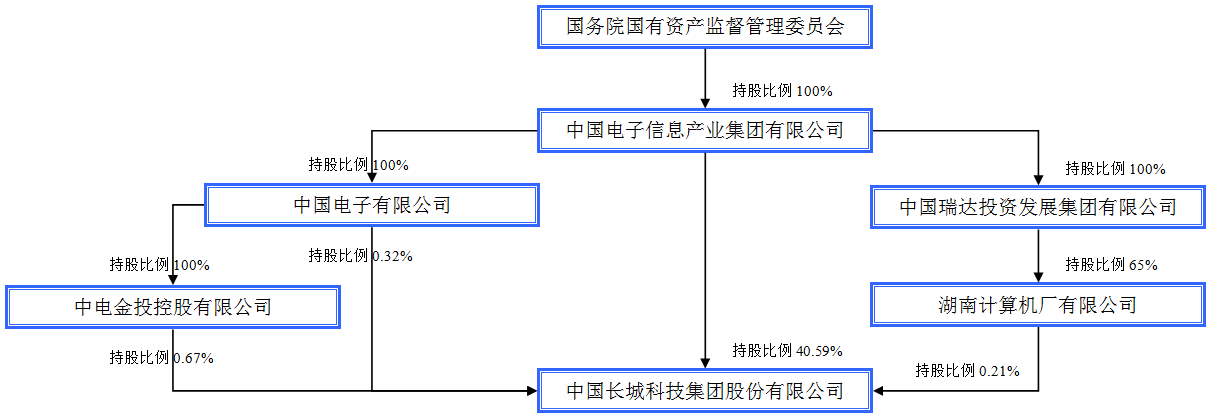 国务院国有资产监督管理委员会
持股比例 100%
中国电子信息产业集团有限公司
持股比例 100%
持股比例 100%
中国电子有限公司
中国瑞达投资发展集团有限公司
持股比例 0.32%
持股比例 100%
持股比例 65%
中电金投控股有限公司
湖南计算机厂有限公司
持股比例 0.67%
持股比例 40.59%
持股比例 0.21%
中国长城科技集团股份有限公司